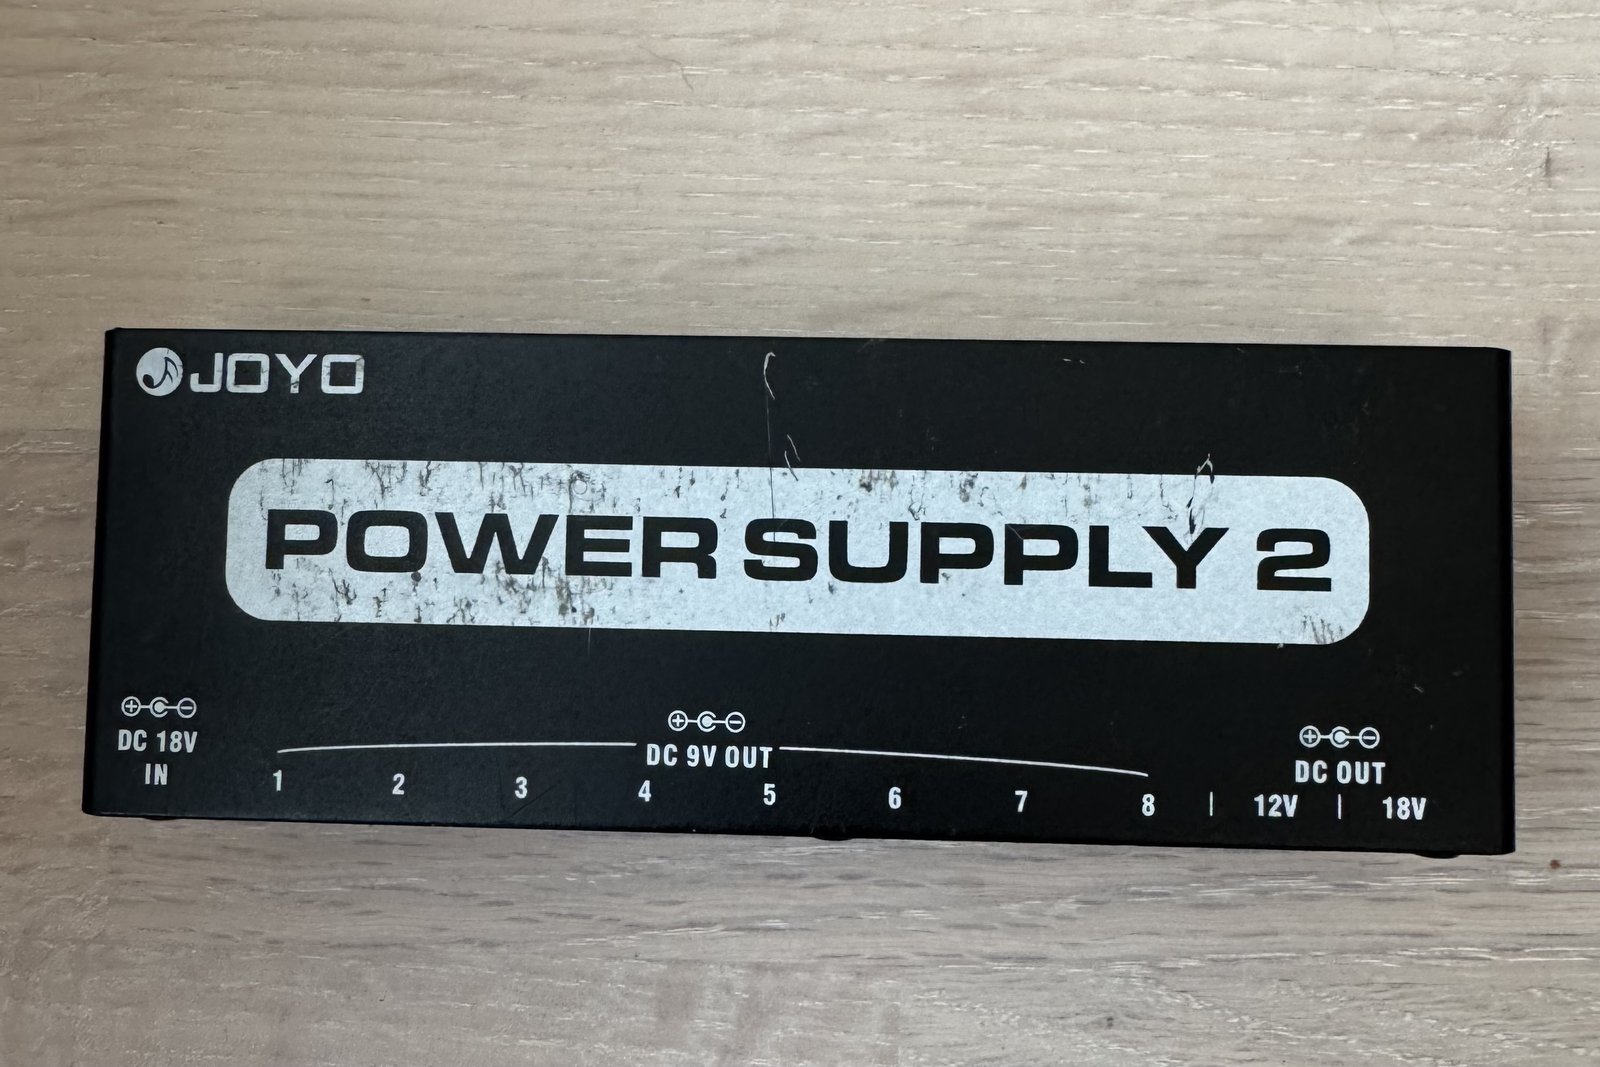 JOYO
POWER SUPPLY 2
DC 18V
IN
DC 9V OUT
1 2 3 4 5 6 7 8
DC OUT
| 12V | 18V